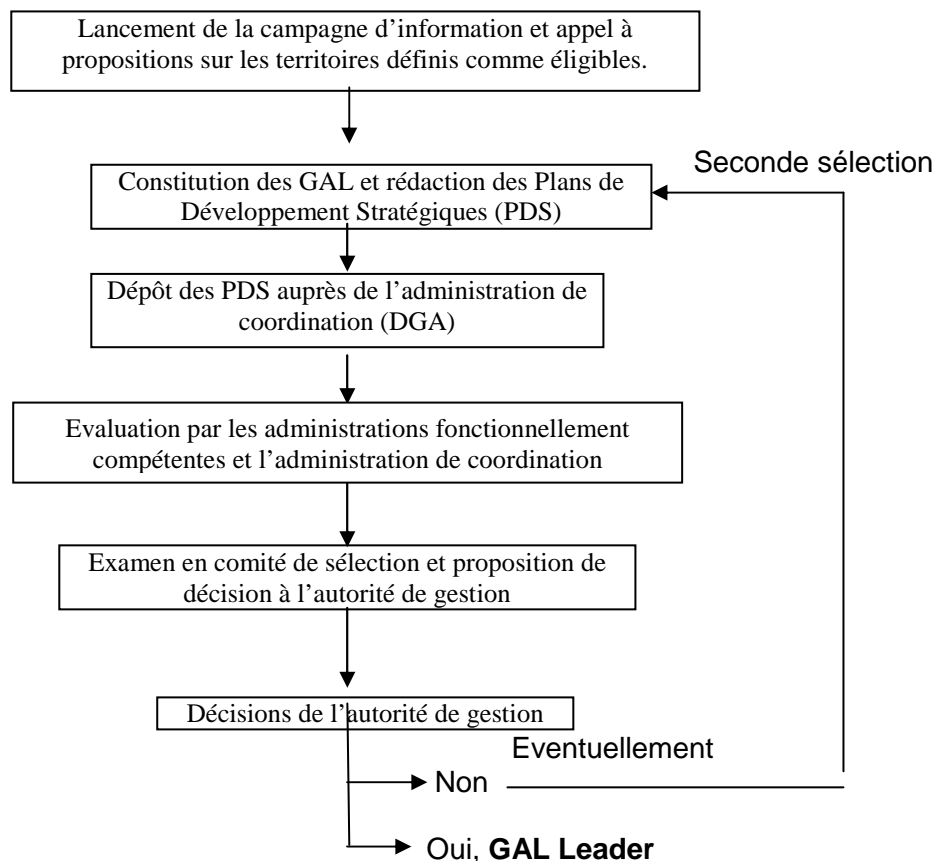 Lancement de la campagne d’information et appel à
propositions sur les territoires définis comme éligibles.
Seconde sélection
Constitution des GAL et rédaction des Plans de
Développement Stratégiques (PDS)
Dépôt des PDS auprès de l’administration de
coordination (DGA)
Evaluation par les administrations fonctionnellement
compétentes et l’administration de coordination
Examen en comité de sélection et proposition de
décision à l’autorité de gestion
Décisions de l’autorité de gestion
Eventuellement
Non
Oui, GAL Leader